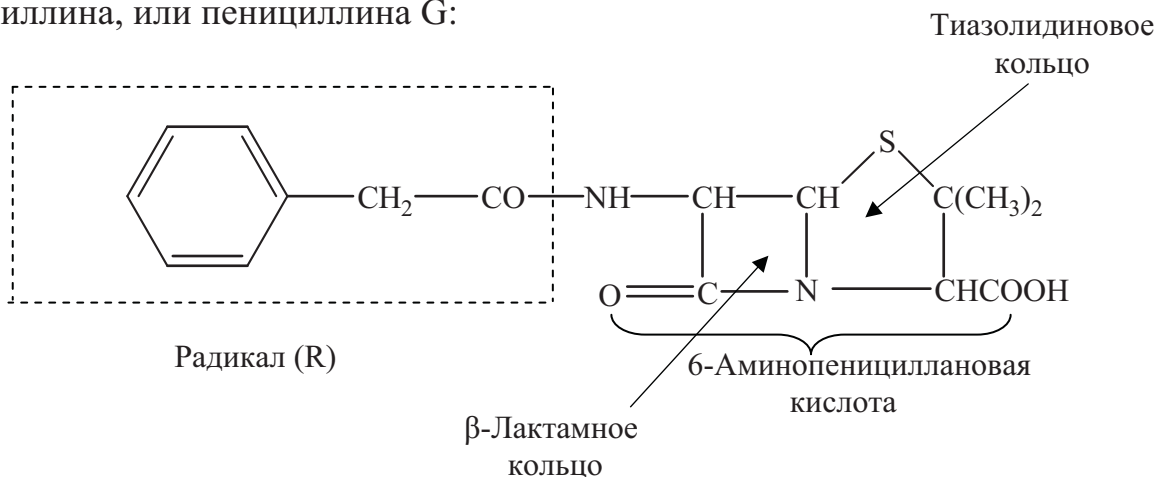 иллина, или пенициллина G:
Тиазолидиновое
кольцо
S
CH₂ CO NH CH CH C(CH₃)₂
O C N CHCOOH
Радикал (R)
6-Аминопенициллановая
кислота
β-Лактамное
кольцо